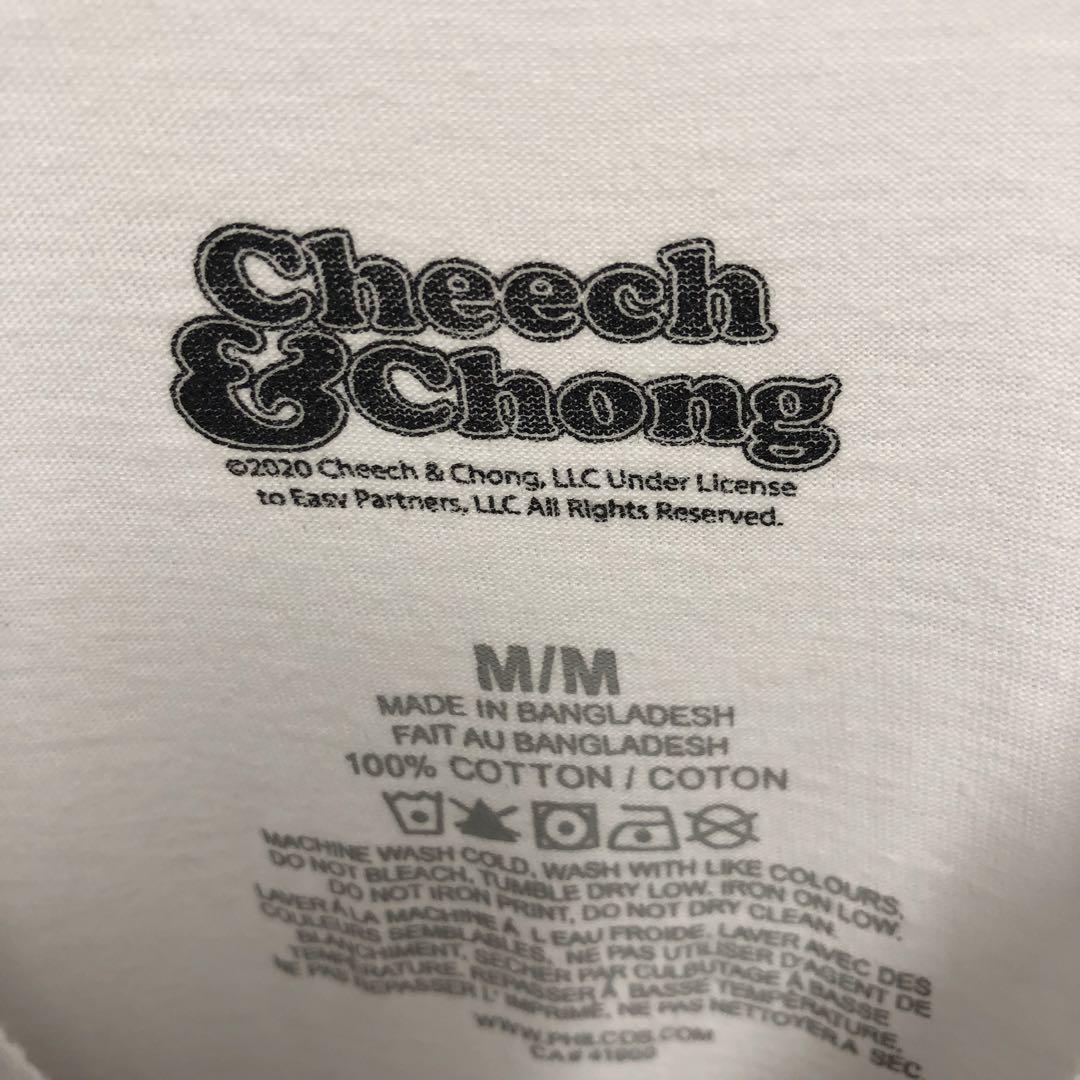 Cheech
& Chong
©2020 Cheech & Chong, LLC Under License
to Easy Partners, LLC All Rights Reserved.
M/M
MADE IN BANGLADESH
FAIT AU BANGLADESH
100% COTTON / COTON
MACHINE WASH COLD, WASH WITH LIKE COLOURS,
DO NOT BLEACH, TUMBLE DRY LOW. IRON ON LOW.
DO NOT IRON PRINT, DO NOT DRY CLEAN.
LAVER À LA MACHINE À L'EAU FROIDE, LAVER AVEC DES
COULEURS SEMBLABLES, NE PAS UTILISER D'AGENT DE
BLANCHIMENT, SÉCHER PAR CULBUTAGE À BASSE
TEMPÉRATURE, REPASSER À BASSE TEMPÉRATURE,
NE PAS REPASSER L'IMPRIMÉ, NE PAS NETTOYER À SEC.
WWW.PHILCOS.COM
CA#